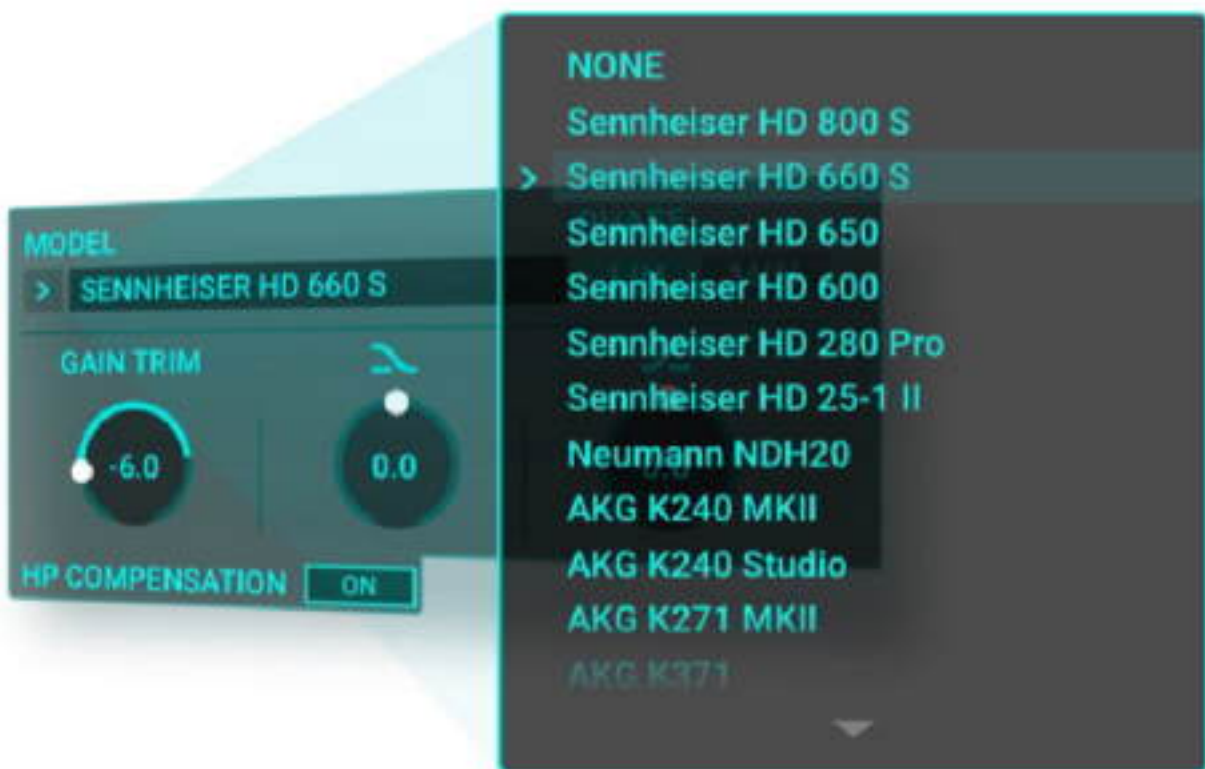 MODEL
> SENNHEISER HD 660 S
GAIN TRIM
-6.0
0.0
HP COMPENSATION ON
NONE
Sennheiser HD 800 S
> Sennheiser HD 660 S
Sennheiser HD 650
Sennheiser HD 600
Sennheiser HD 280 Pro
Sennheiser HD 25-1 II
Neumann NDH20
AKG K240 MKII
AKG K240 Studio
AKG K271 MKII
AKG K371